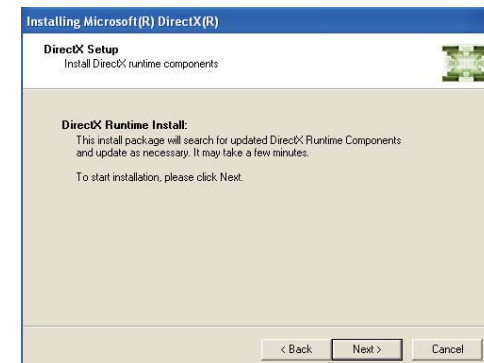 Installing Microsoft(R) DirectX(R)
DirectX Setup
Install DirectX runtime components
DirectX Runtime Install:
This install package will search for updated DirectX Runtime Components
and update as necessary. It may take a few minutes.
To start installation, please click Next.
< Back Next > Cancel